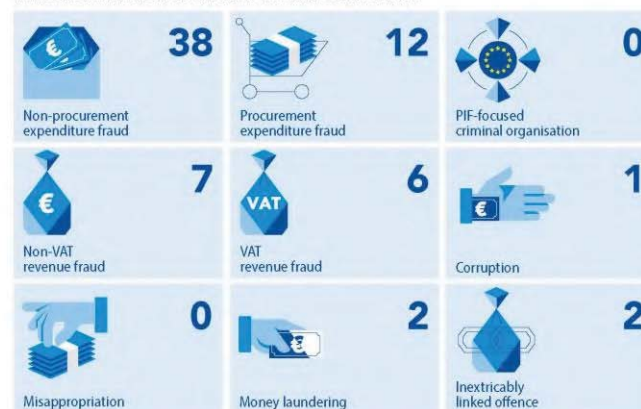 38
Non-procurement
expenditure fraud
12
Procurement
expenditure fraud
0
PIF-focused
criminal organisation
7
€
Non-VAT
revenue fraud
6
VAT
VAT
revenue fraud
1
€
Corruption
0
Misappropriation
2
€
Money laundering
2
Inextricably
linked offence